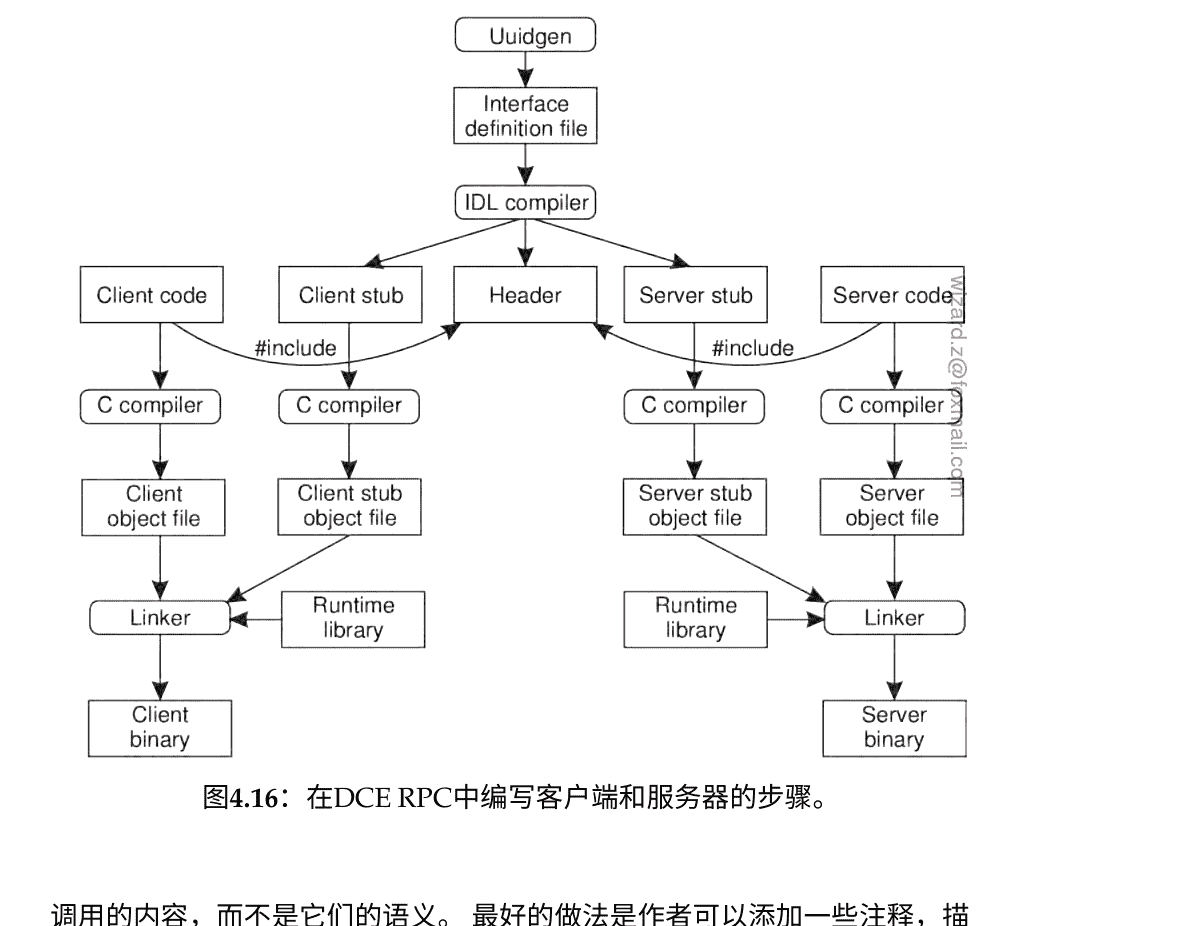 Uuidgen
Interface
definition file
IDL compiler
Client code
Client stub
Header
Server stub
Server code
#include
#include
C compiler
C compiler
C compiler
C compiler
Client
object file
Client stub
object file
Server stub
object file
Server
object file
Linker
Runtime
library
Runtime
library
Linker
Client
binary
Server
binary
wizard.z@foxmail.com
图4.16：在DCE RPC中编写客户端和服务器的步骤。
调用的内容，而不是它们的语义。 最好的做法是作者可以添加一些注释，描